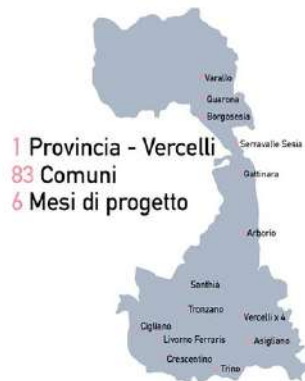 Varallo
Quarona
Borgosesia
1 Provincia - Vercelli
83 Comuni
6 Mesi di progetto
Serravalle Sesia
Gattinara
Arborio
Santhià
Tronzano
Vercelli x 4
Cigliano
Livorno Ferraris
Asigliano
Crescentino
Trino